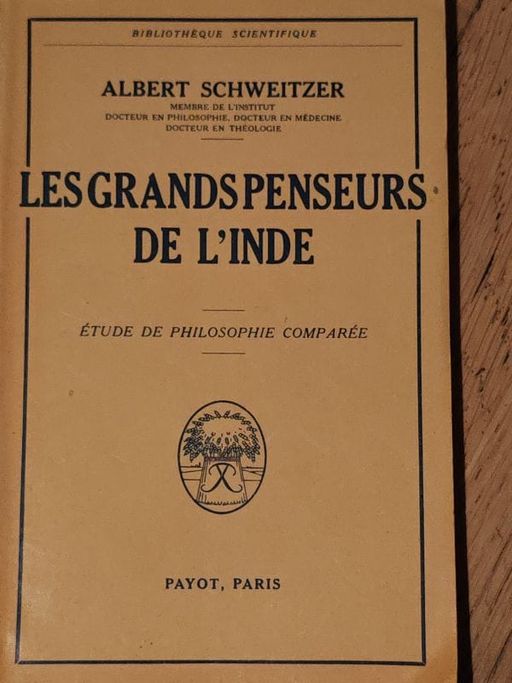 BIBLIOTHÈQUE SCIENTIFIQUE
ALBERT SCHWEITZER
MEMBRE DE L'INSTITUT
DOCTEUR EN PHILOSOPHIE, DOCTEUR EN MÉDECINE
DOCTEUR EN THÉOLOGIE
LES GRANDS PENSEURS
DE L'INDE
ÉTUDE DE PHILOSOPHIE COMPARÉE
PAYOT, PARIS